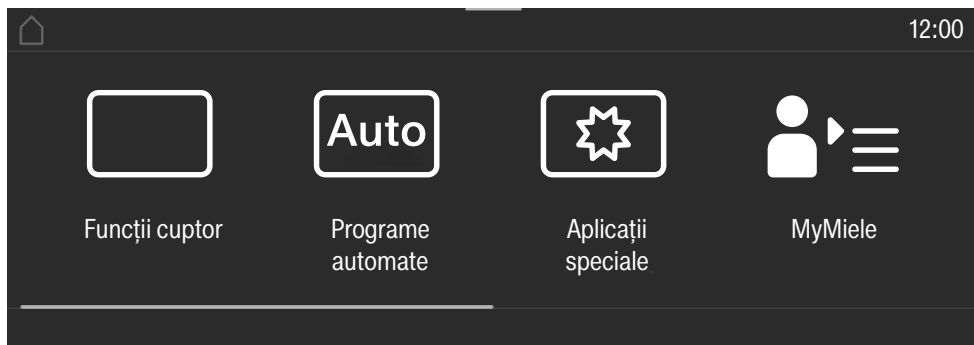 12:00
Auto
Funcții cuptor
Programe
automate
Aplicații
speciale
MyMiele